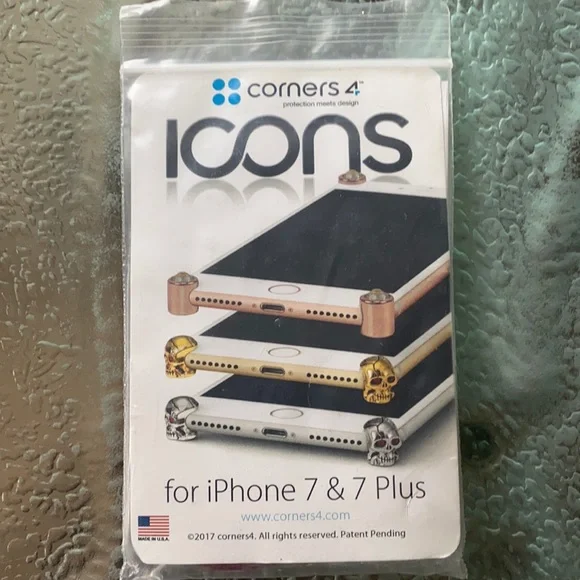 corners 4™
protection meets design
ICONS
for iPhone 7 & 7 Plus
www.corners4.com
MADE IN U.S.A.
©2017 corners4. All rights reserved. Patent Pending